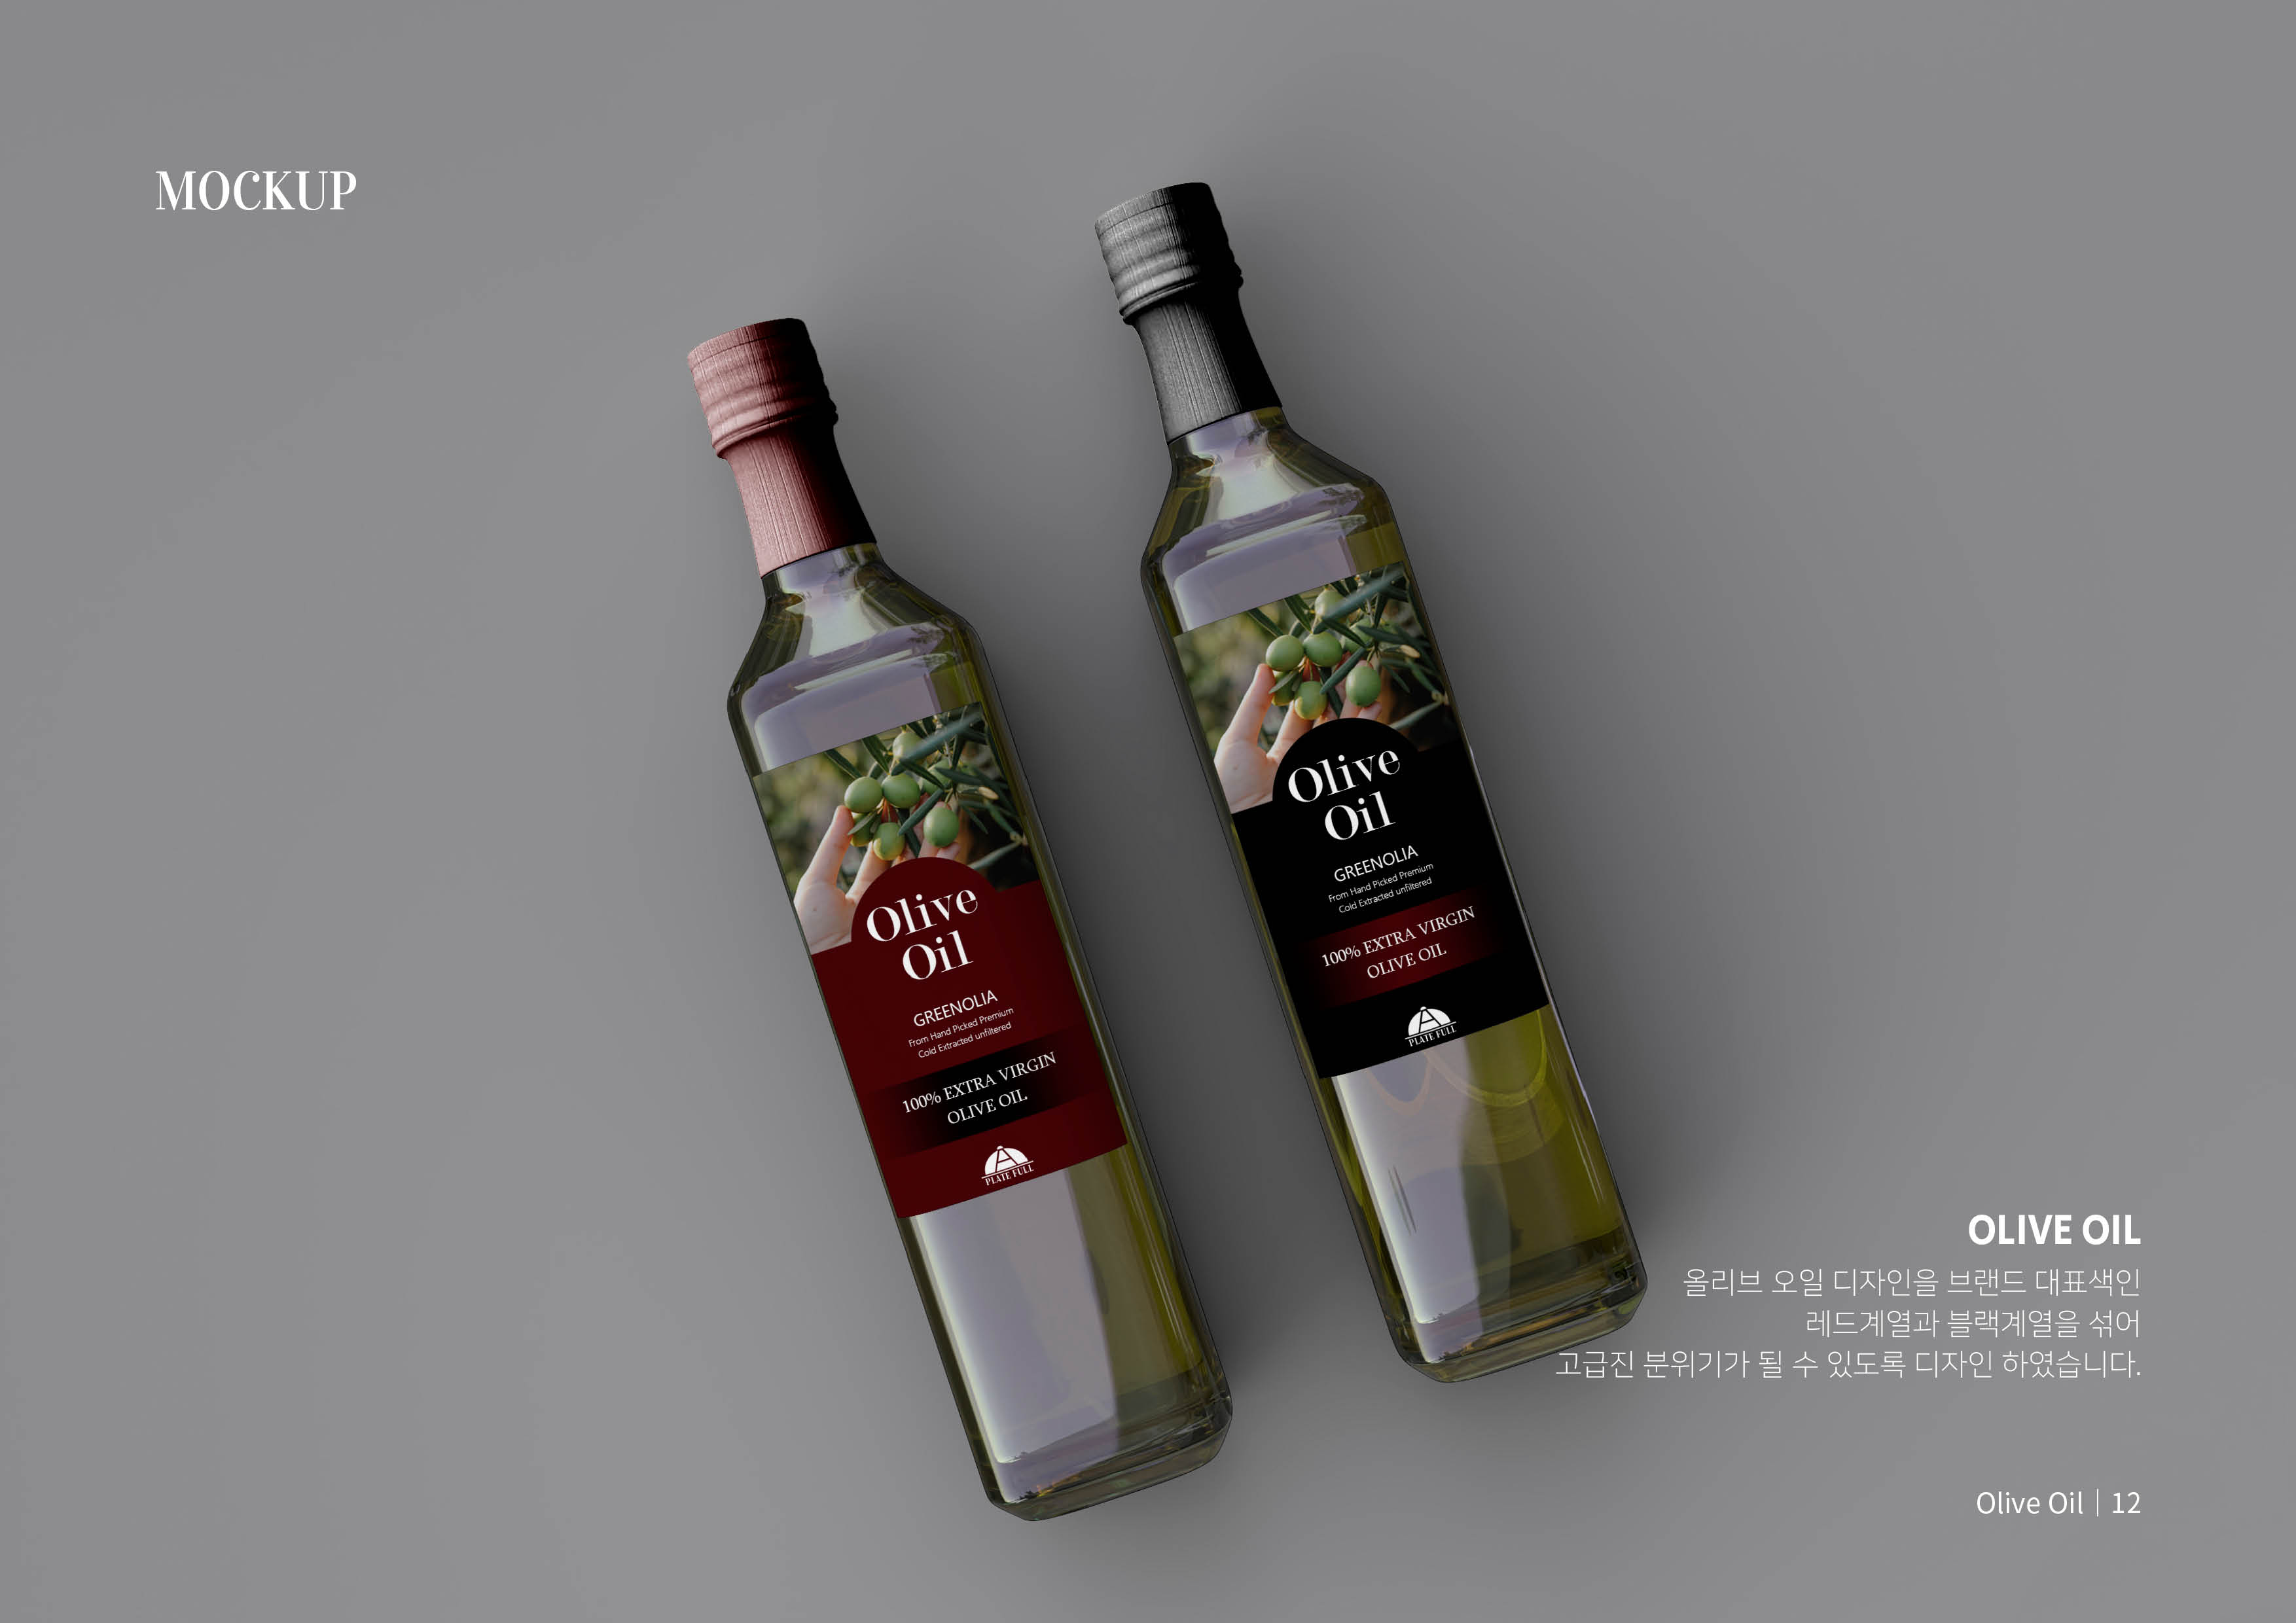 MOCKUP
Olive
Oil
GREENOLIA
From Hand Picked Premium
Cold Extracted unfiltered
100% EXTRA VIRGIN
OLIVE OIL
A
PLATE FULL
Olive
Oil
GREENOLIA
From Hand Picked Premium
Cold Extracted unfiltered
100% EXTRA VIRGIN
OLIVE OIL
A
PLATE FULL
OLIVE OIL
올리브 오일 디자인을 브랜드 대표색인
레드계열과 블랙계열을 섞어
고급진 분위기가 될 수 있도록 디자인 하였습니다.
Olive Oil | 12